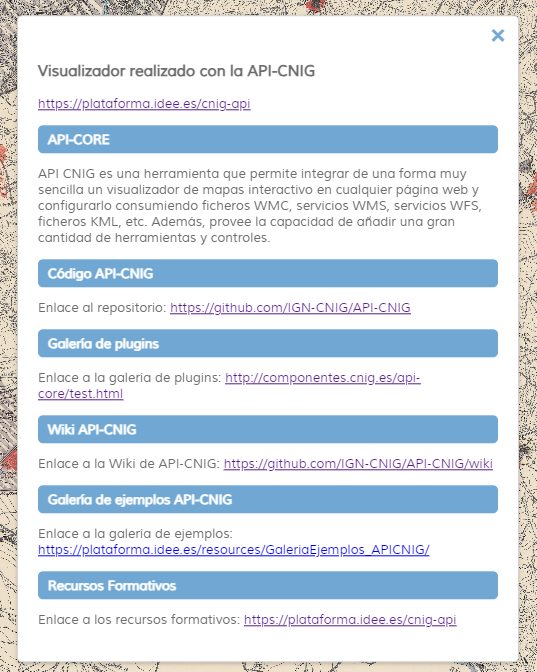 Visualizador realizado con la API-CNIG
https://plataforma.idee.es/cnig-api
API-CORE
API CNIG es una herramienta que permite integrar de una forma muy
sencilla un visualizador de mapas interactivo en cualquier página web y
configurarlo consumiendo ficheros WMC, servicios WMS, servicios WFS,
ficheros KML, etc. Además, provee la capacidad de añadir una gran
cantidad de herramientas y controles.
Código API-CNIG
Enlace al repositorio: https://github.com/IGN-CNIG/API-CNIG
Galería de plugins
Enlace a la galeria de plugins: http://componentes.cnig.es/api-
core/test.html
Wiki API-CNIG
Enlace a la Wiki de API-CNIG: https://github.com/IGN-CNIG/API-CNIG/wiki
Galería de ejemplos API-CNIG
Enlace a la galería de ejemplos:
https://plataforma.idee.es/resources/GaleriaEjemplos_APICNIG/
Recursos Formativos
Enlace a los recursos formativos: https://plataforma.idee.es/cnig-api